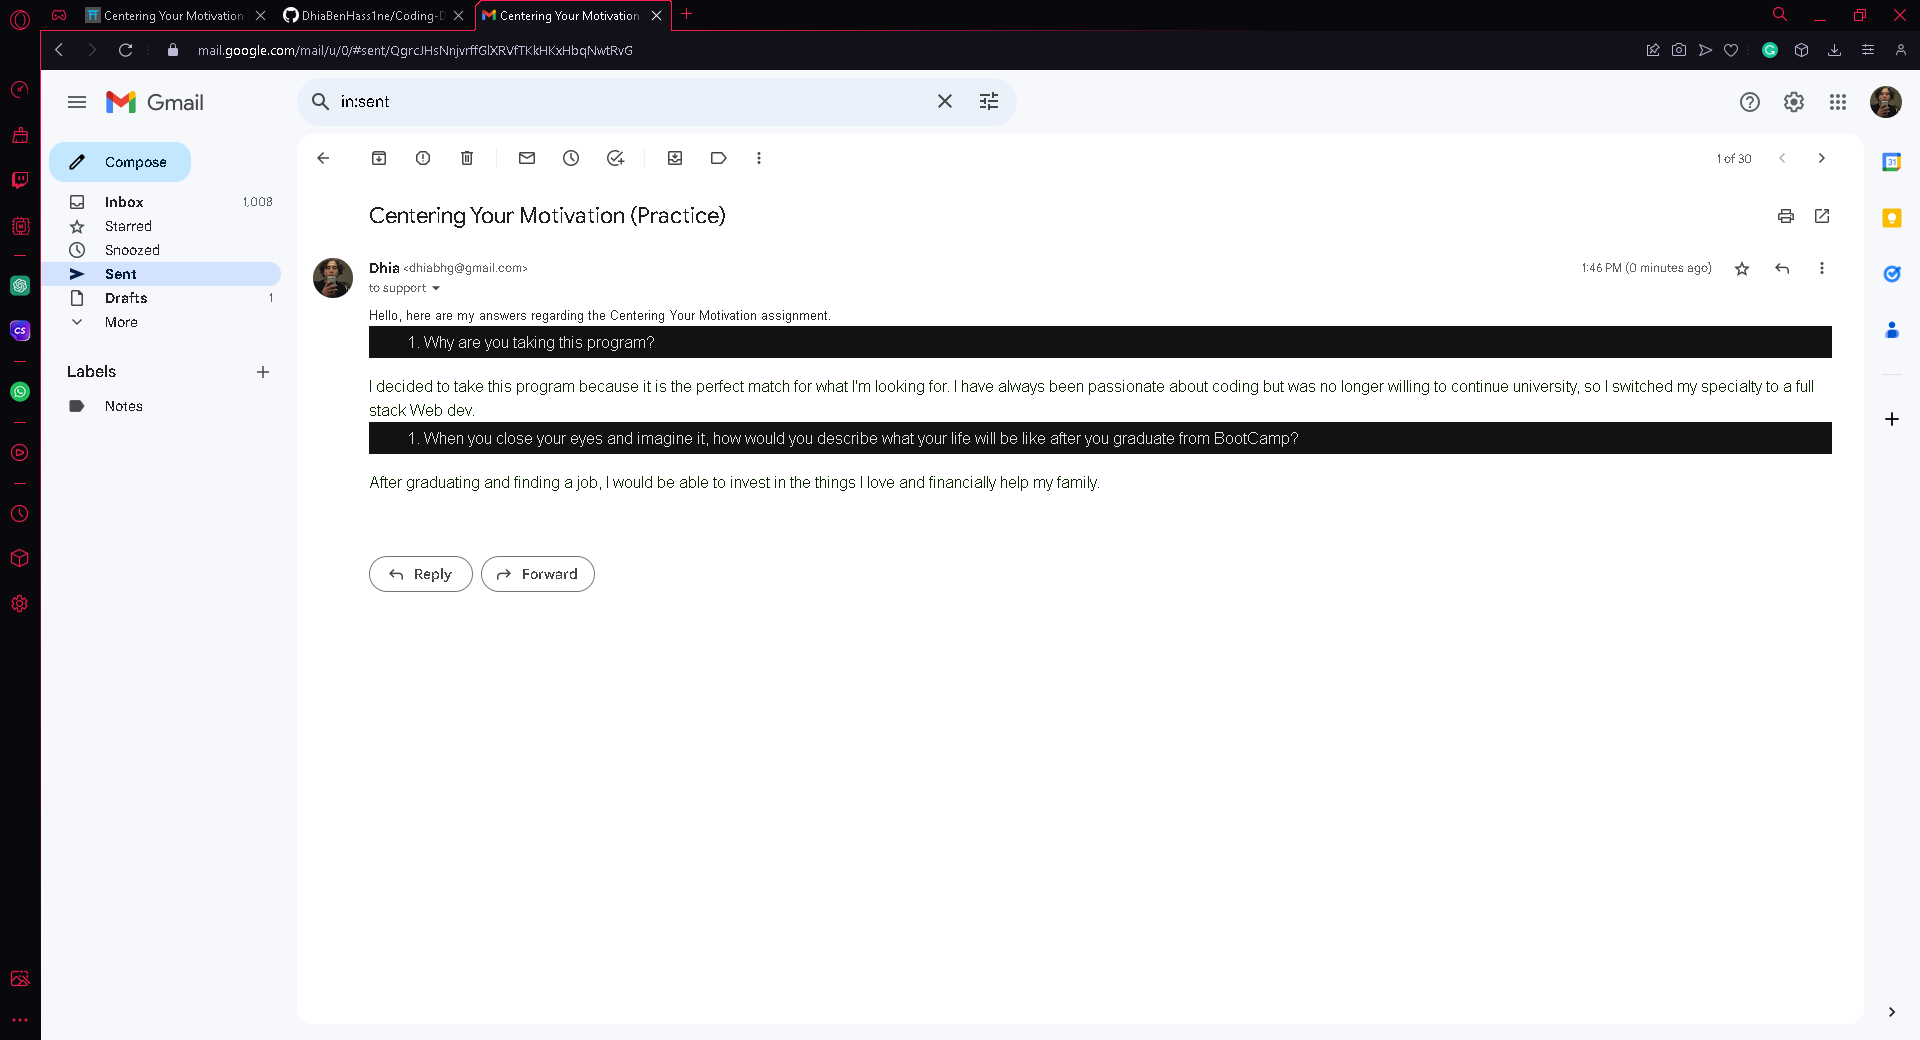 Centering Your Motivation
DhiaBenHass1ne/Coding-D
Centering Your Motivation
mail.google.com/mail/u/0/#sent/QgrcJHsNnjvrffGlXRVfTKkHKxHbqNwtRvG
Gmail
in:sent
Compose
1 of 30
Inbox 1,008
Starred
Snoozed
Sent
Drafts 1
More
Labels
Notes
Centering Your Motivation (Practice)
Dhia <dhiabhg@gmail.com>
1:46 PM (0 minutes ago)
to support
Hello, here are my answers regarding the Centering Your Motivation assignment.
1. Why are you taking this program?
I decided to take this program because it is the perfect match for what I'm looking for. I have always been passionate about coding but was no longer willing to continue university, so I switched my specialty to a full
stack Web dev.
1. When you close your eyes and imagine it, how would you describe what your life will be like after you graduate from BootCamp?
After graduating and finding a job, I would be able to invest in the things I love and financially help my family.
Reply
Forward
31
CS